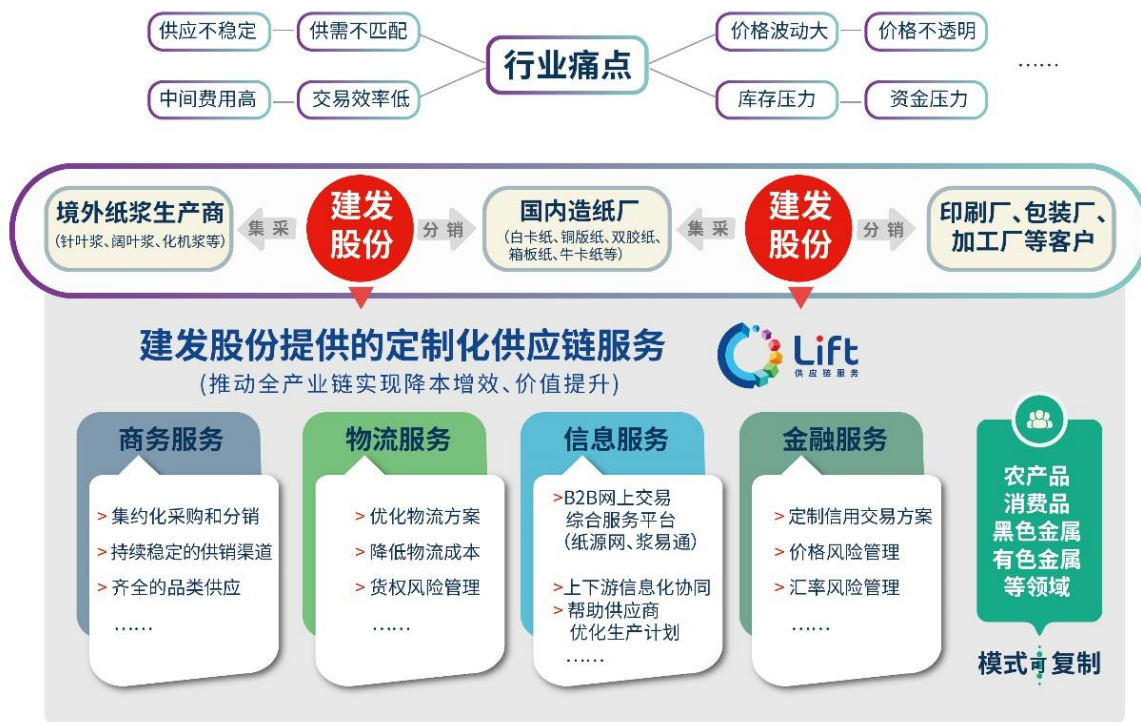 供应不稳定 供需不匹配 价格波动大 价格不透明
行业痛点
……
中间费用高 交易效率低 库存压力 资金压力
境外纸浆生产商
(针叶浆、阔叶浆、化机浆等)
集采
建发
股份
分销
国内造纸厂
(白卡纸、铜版纸、双胶纸、
箱板纸、牛卡纸等)
集采
建发
股份
分销
印刷厂、包装厂、
加工厂等客户
建发股份提供的定制化供应链服务
(推动全产业链实现降本增效、价值提升)
Lift
供应链服务
商务服务
> 集约化采购和分销
> 持续稳定的供销渠道
> 齐全的品类供应
……
物流服务
> 优化物流方案
> 降低物流成本
> 货权风险管理
……
信息服务
>B2B网上交易
综合服务平台
(纸源网、浆易通)
>上下游信息化协同
> 帮助供应商
优化生产计划
……
金融服务
> 定制信用交易方案
> 价格风险管理
> 汇率风险管理
……
农产品
消费品
黑色金属
有色金属
等领域
模式可复制